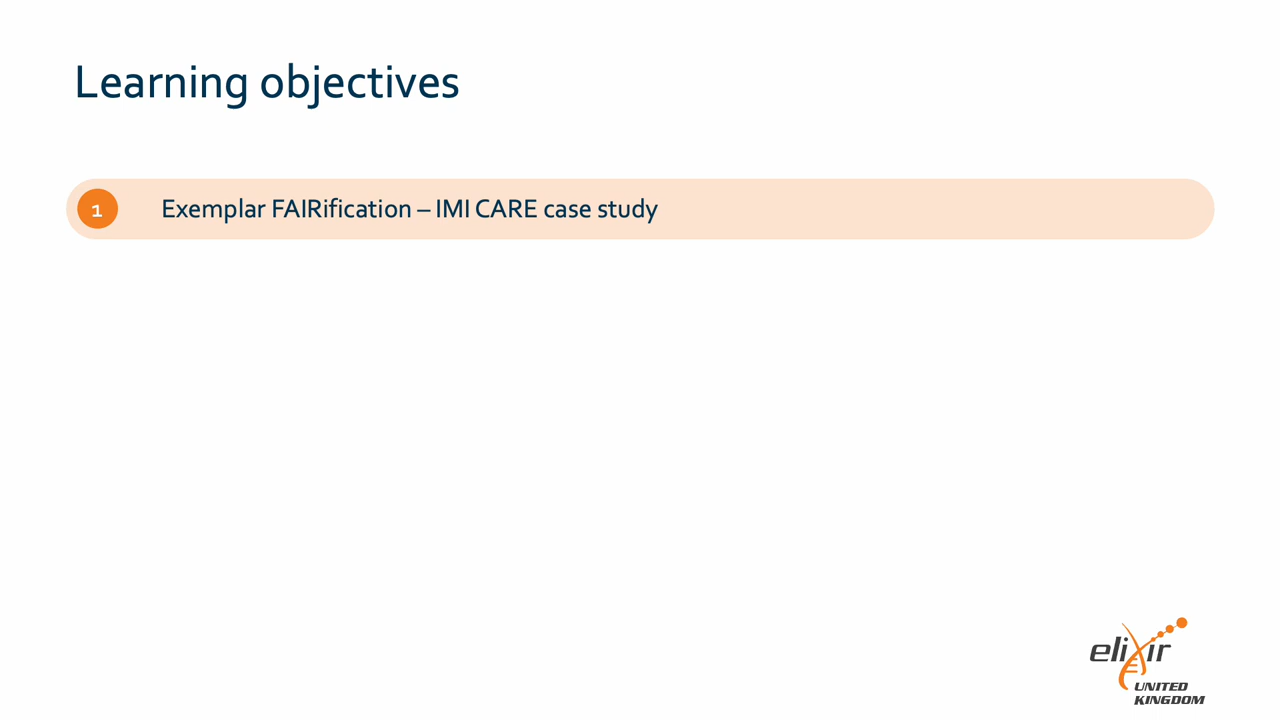 Learning objectives
1 Exemplar FAIRification – IMI CARE case study
elixir
UNITED
KINGDOM